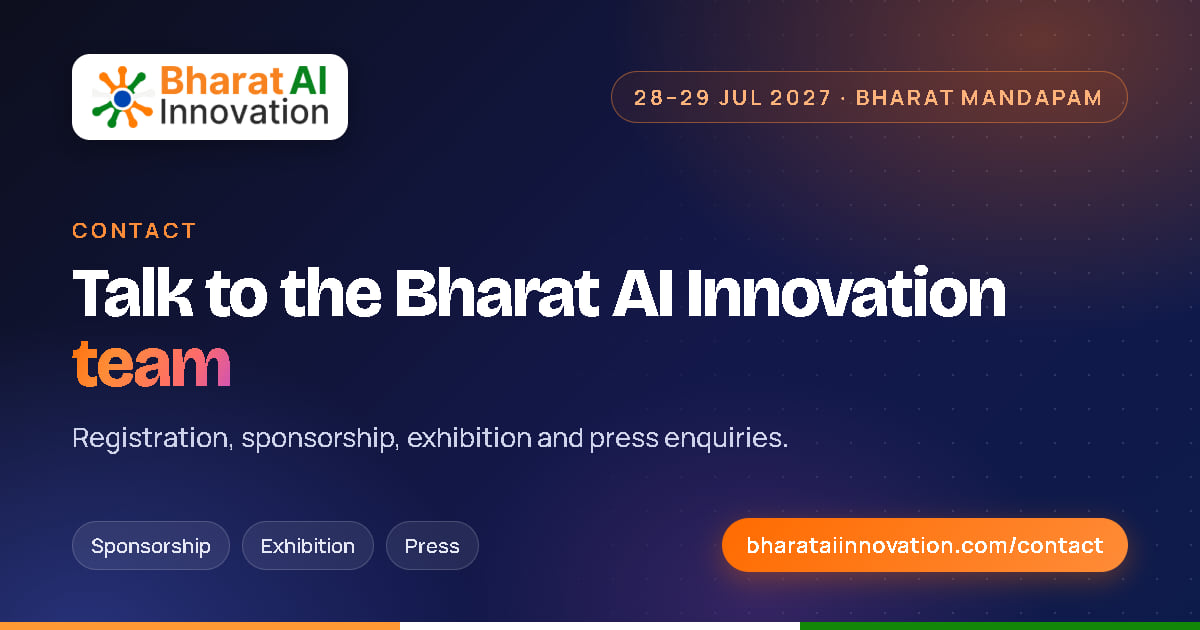 Bharat AI
Innovation
28–29 JUL 2027 · BHARAT MANDAPAM
CONTACT
Talk to the Bharat AI Innovation
team
Registration, sponsorship, exhibition and press enquiries.
Sponsorship
Exhibition
Press
bharataiinnovation.com/contact